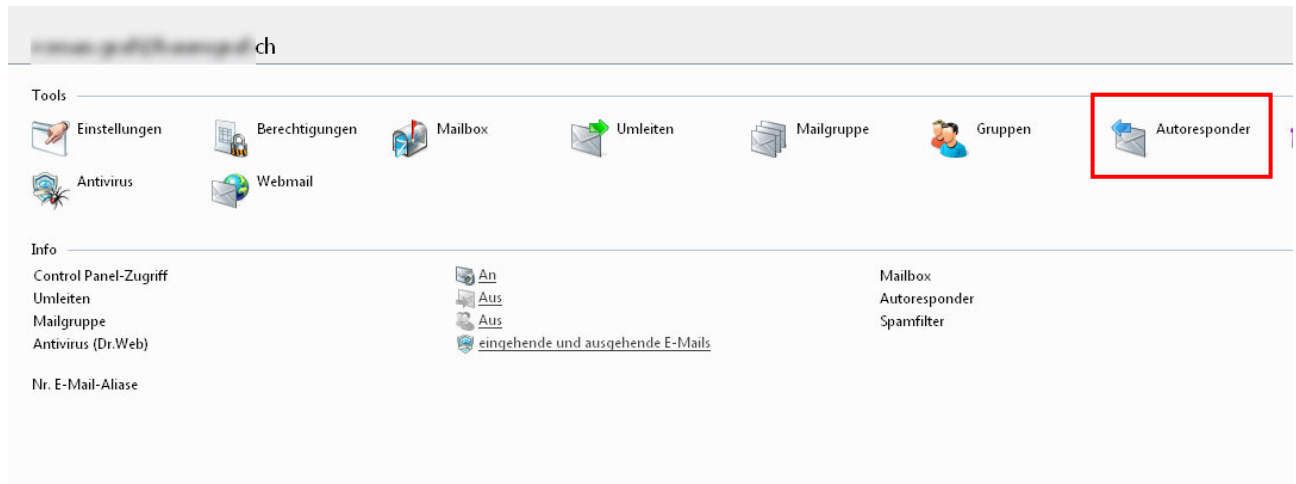 ch
Tools
Einstellungen Berechtigungen Mailbox Umleiten Mailgruppe Gruppen Autoresponder
Antivirus Webmail
Info
Control Panel-Zugriff An Mailbox
Umleiten Aus Autoresponder
Mailgruppe Aus Spamfilter
Antivirus (Dr.Web) eingehende und ausgehende E-Mails
Nr. E-Mail-Aliase